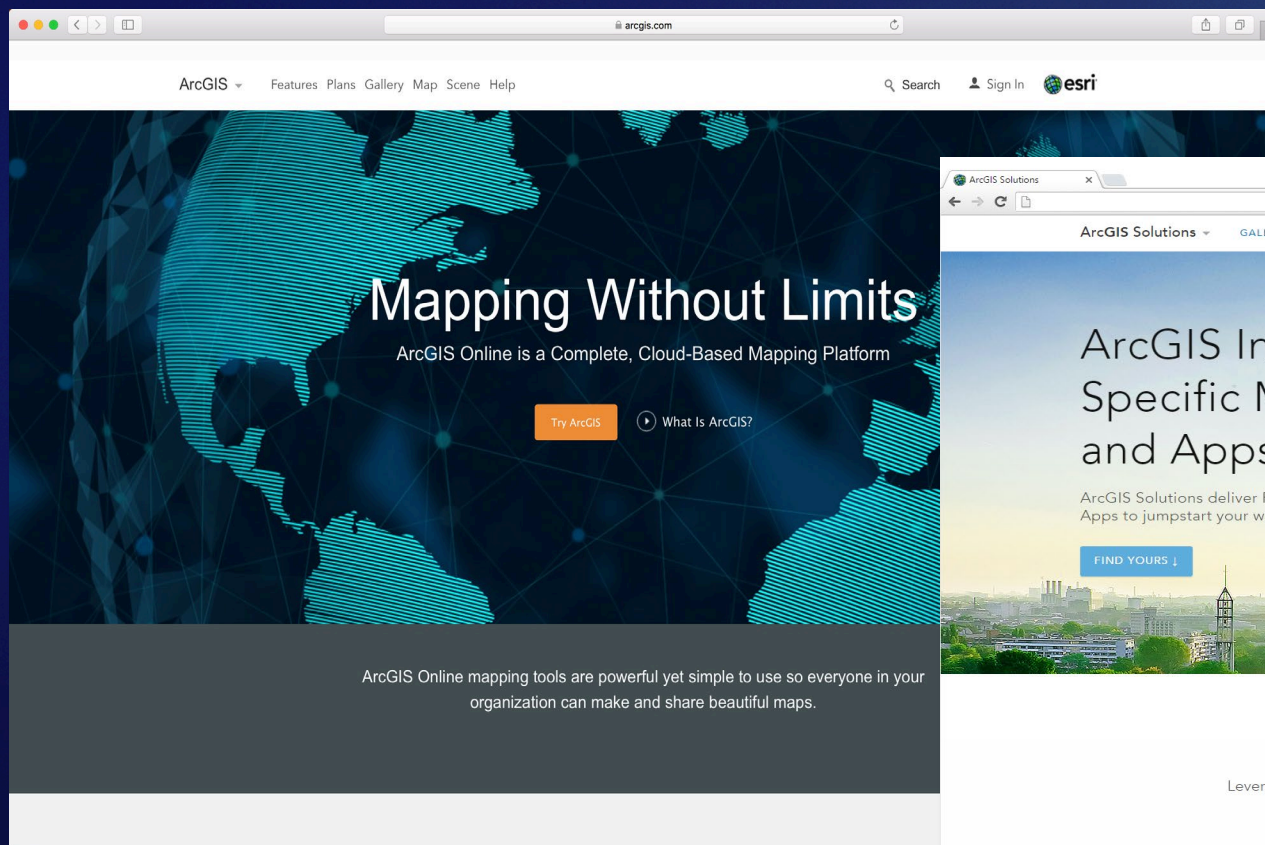 arcgis.com
ArcGIS
Features Plans Gallery Map Scene Help
Search
Sign In
esri
Mapping Without Limits
ArcGIS Online is a Complete, Cloud-Based Mapping Platform
Try ArcGIS
What Is ArcGIS?
ArcGIS Online mapping tools are powerful yet simple to use so everyone in your
organization can make and share beautiful maps.
ArcGIS Solutions
ArcGIS Solutions
ArcGIS
Specific
and Apps
ArcGIS Solutions deliver
Apps to jumpstart your
FIND YOURS ↓